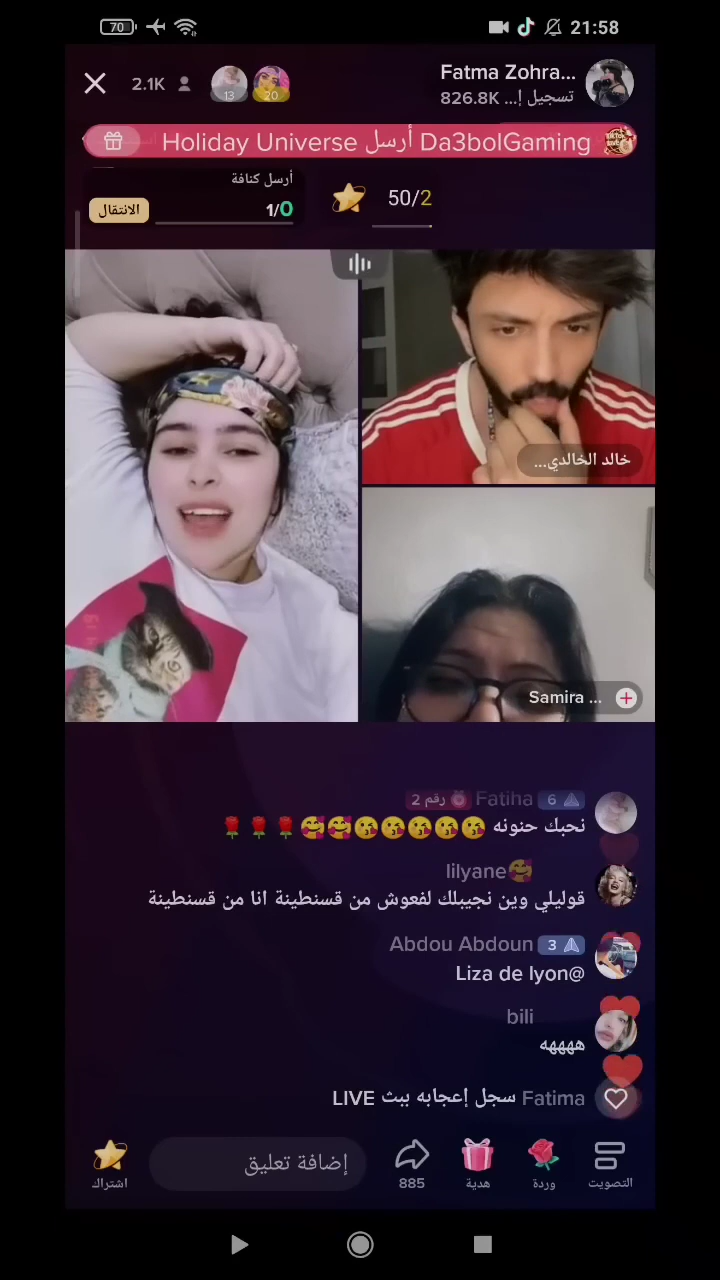 70
21:58
2.1K
13
20
Fatma Zohra...
826.8K تسجيل إ...
Da3bolGaming أرسل Holiday Universe
أرسل كنافة
الانتقال
1/0
50/2
خالد الخالدي...
Samira ...
Fatiha رقم 2
6
نحبك حنونه 😘😘😘😘😘🥰🥰🌹🌹🌹
lilyane🥰
قوليلي وين نجيبلك لفعوش من قسنطينة انا من قسنطينة
Abdou Abdoun 3
@Liza de lyon
bili
هههههه
Fatima سجل إعجابه ببث LIVE
اشتراك
إضافة تعليق
885
هدية
وردة
التصويت